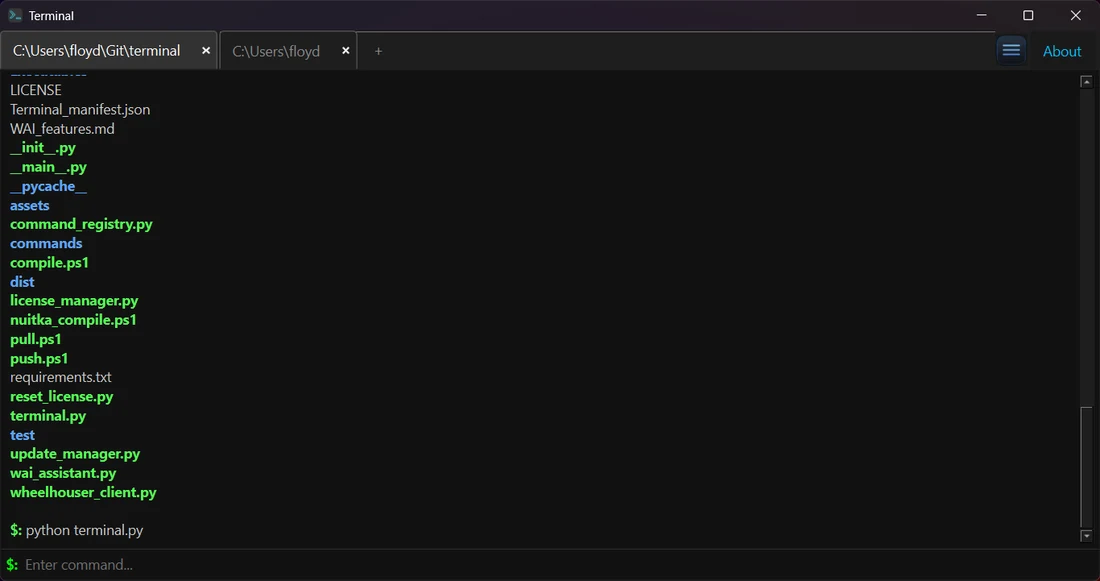 Terminal
C:\Users\floyd\Git\terminal × C:\Users\floyd × + About
LICENSE
Terminal_manifest.json
WAI_features.md
__init__.py
__main__.py
__pycache__
assets
command_registry.py
commands
compile.ps1
dist
license_manager.py
nuitka_compile.ps1
pull.ps1
push.ps1
requirements.txt
reset_license.py
terminal.py
test
update_manager.py
wai_assistant.py
wheelhouser_client.py
$: python terminal.py
$: Enter command...